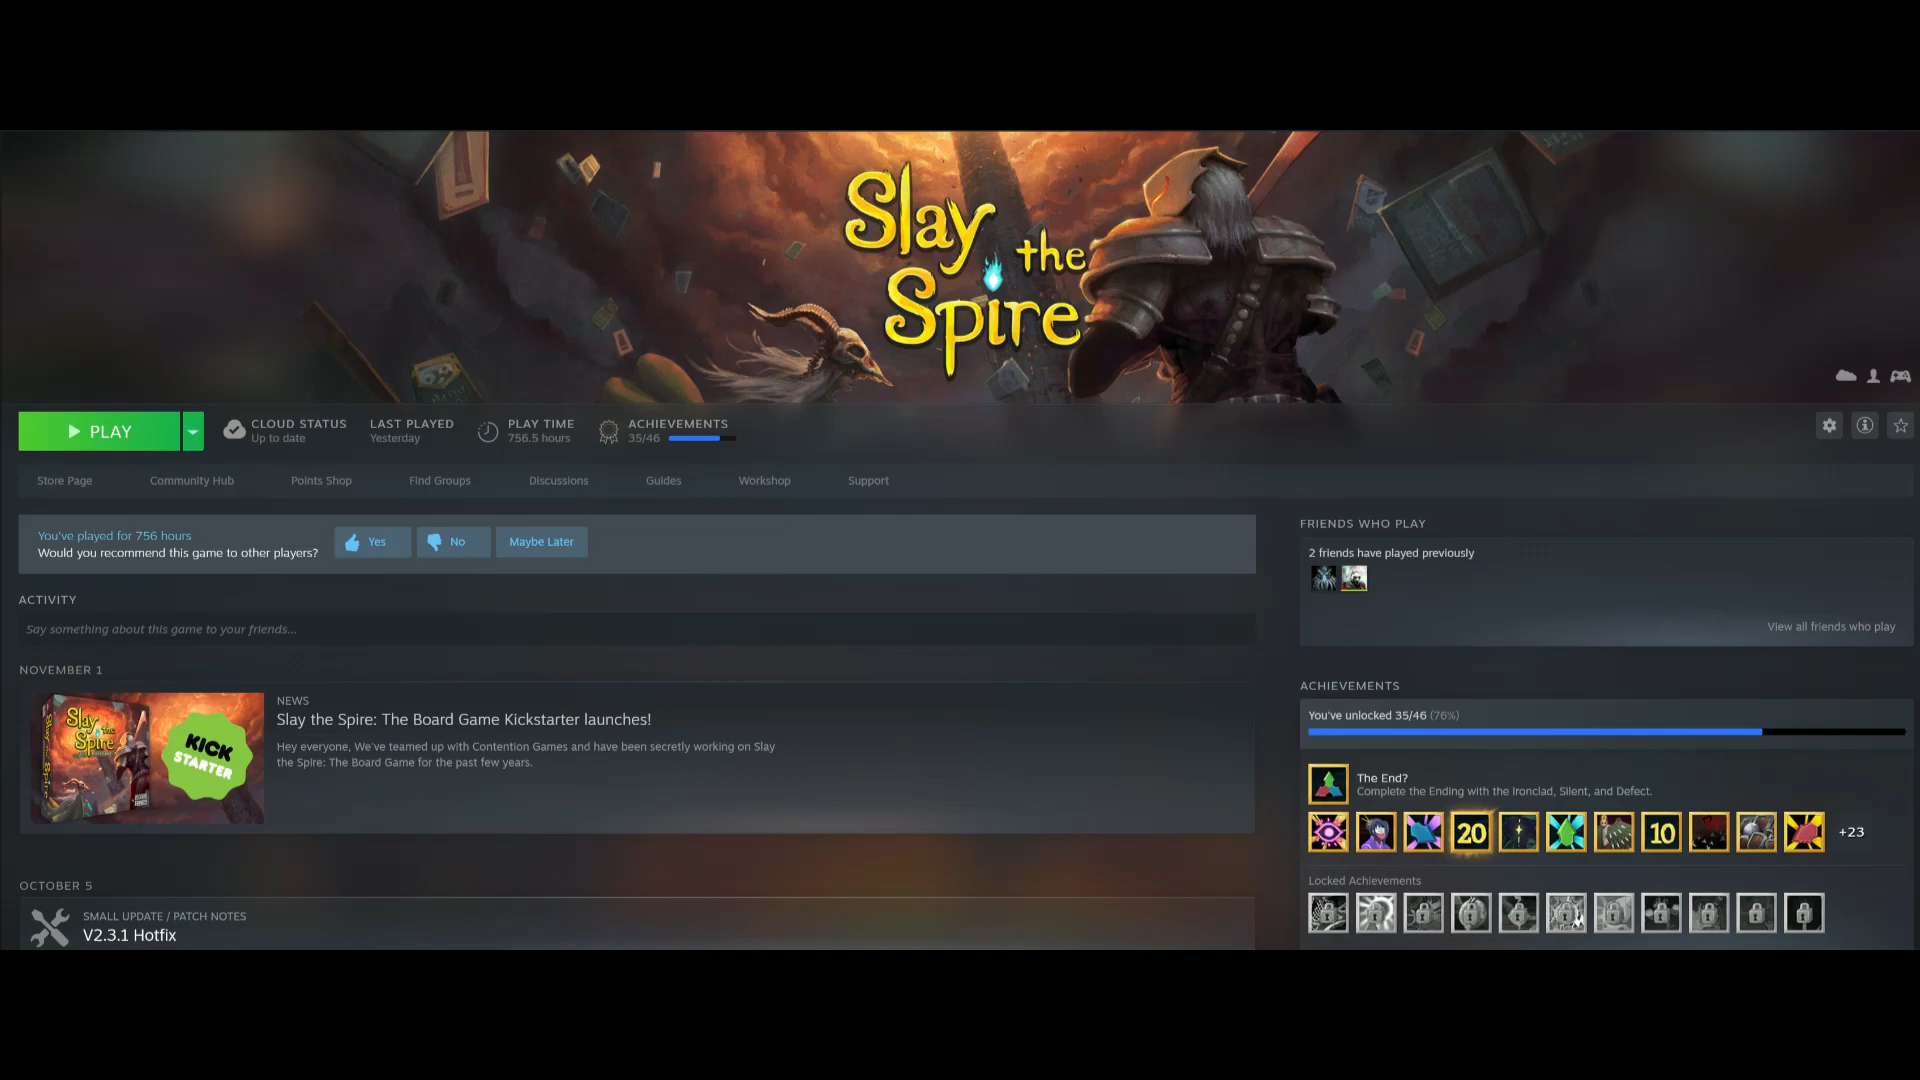 Slay
the
Spire
PLAY
CLOUD STATUS
Up to date
LAST PLAYED
Yesterday
PLAY TIME
756.5 hours
ACHIEVEMENTS
35/46
Store Page
Community Hub
Points Shop
Find Groups
Discussions
Guides
Workshop
Support
You've played for 756 hours
Would you recommend this game to other players?
Yes
No
Maybe Later
ACTIVITY
Say something about this game to your friends...
NOVEMBER 1
Slay
the
Spire
KICK
STARTER
NEWS
Slay the Spire: The Board Game Kickstarter launches!
Hey everyone, We've teamed up with Contention Games and have been secretly working on Slay
the Spire: The Board Game for the past few years.
OCTOBER 5
SMALL UPDATE / PATCH NOTES
V2.3.1 Hotfix
FRIENDS WHO PLAY
2 friends have played previously
View all friends who play
ACHIEVEMENTS
You've unlocked 35/46 (76%)
The End?
Complete the Ending with the Ironclad, Silent, and Defect.
20
10
+23
Locked Achievements